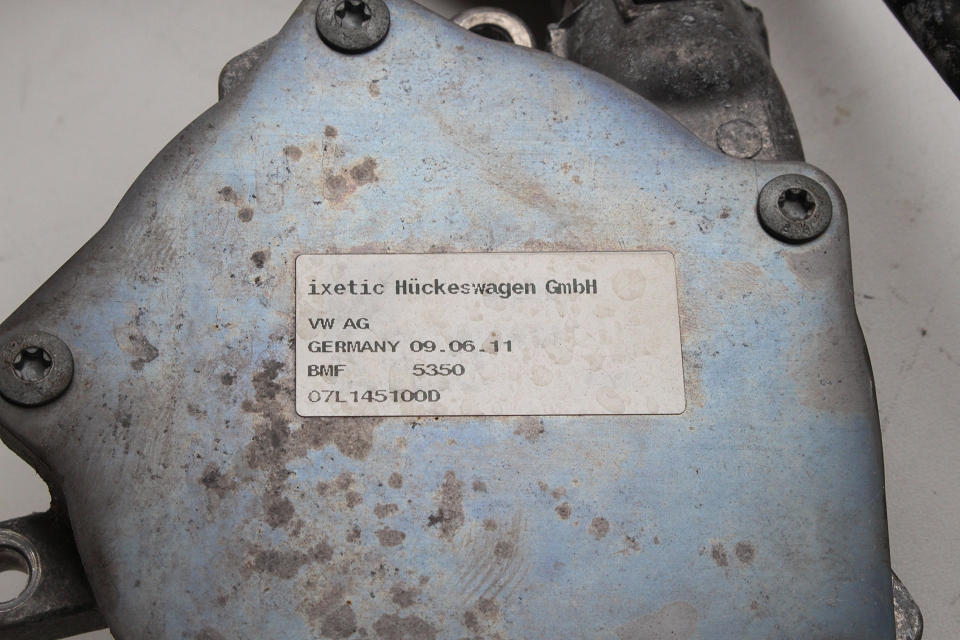 ixetic Hückeswagen GmbH
VW AG
GERMANY 09.06.11
BMF 5350
07L145100D